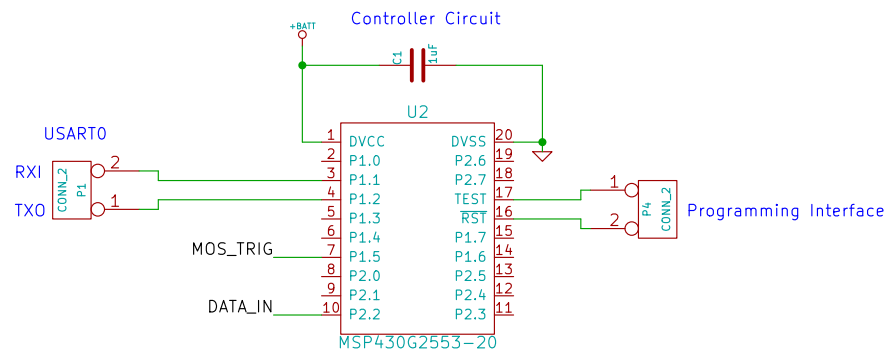 Controller Circuit
+BATT
C1
1uF
U2
USART0
RXI
TXO
2
1
CONN_2
P1
MOS_TRIG
DATA_IN
1 DVCC DVSS 20
2 P1.0 P2.6 19
3 P1.1 P2.7 18
4 P1.2 TEST 17
5 P1.3 RST 16
6 P1.4 P1.7 15
7 P1.5 P1.6 14
8 P2.0 P2.5 13
9 P2.1 P2.4 12
10 P2.2 P2.3 11
MSP430G2553-20
1
2
P4
CONN_2
Programming Interface